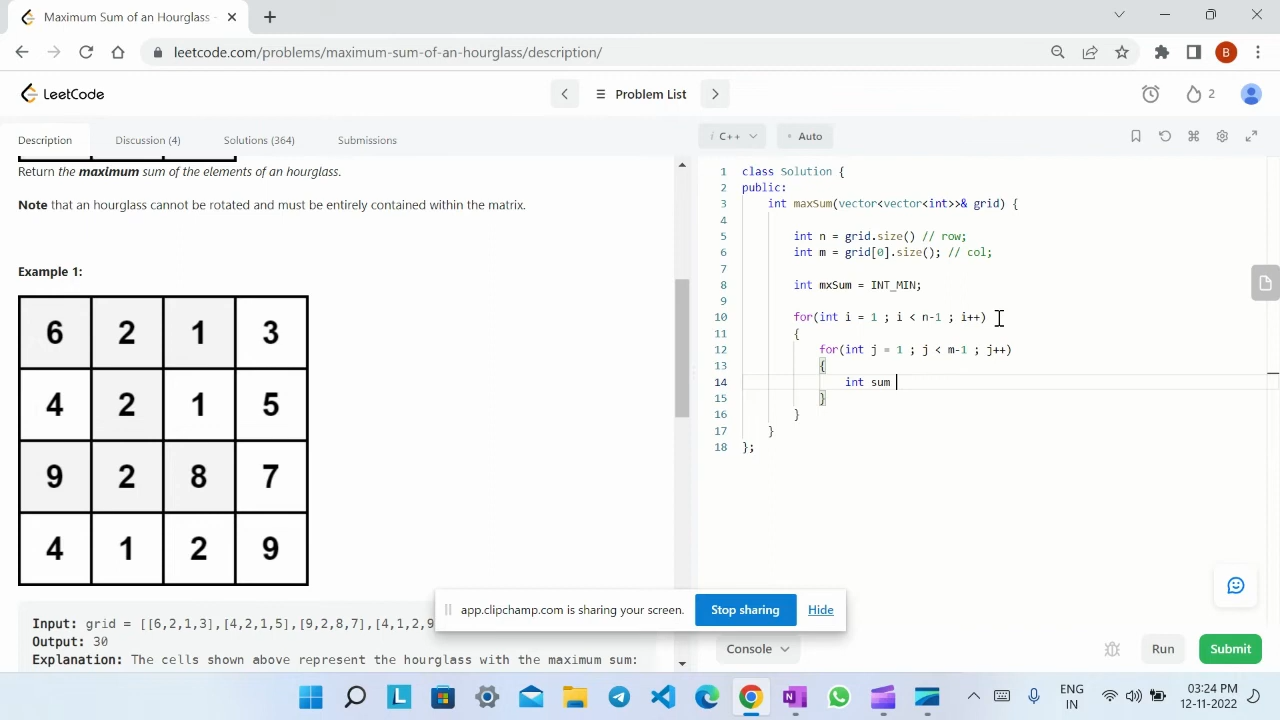 Maximum Sum of an Hourglass -
leetcode.com/problems/maximum-sum-of-an-hourglass/description/
B
LeetCode
Problem List
2
Description
Discussion (4)
Solutions (364)
Submissions
i C++
Auto
Return the maximum sum of the elements of an hourglass.
Note that an hourglass cannot be rotated and must be entirely contained within the matrix.
Example 1:
6 2 1 3
4 2 1 5
9 2 8 7
4 1 2 9
Input: grid = [[6,2,1,3],[4,2,1,5],[9,2,8,7],[4,1,2,9
Output: 30
Explanation: The cells shown above represent the hourglass with the maximum sum:
1 class Solution {
2 public:
3 int maxSum(vector<vector<int>>& grid) {
4
5 int n = grid.size() // row;
6 int m = grid[0].size(); // col;
7
8 int mxSum = INT_MIN;
9
10 for(int i = 1 ; i < n-1 ; i++)
11 {
12 for(int j = 1 ; j < m-1 ; j++)
13 {
14 int sum
15 }
16 }
17 }
18 };
app.clipchamp.com is sharing your screen.
Stop sharing
Hide
Console
Run
Submit
L
N
ENG
IN
03:24 PM
12-11-2022